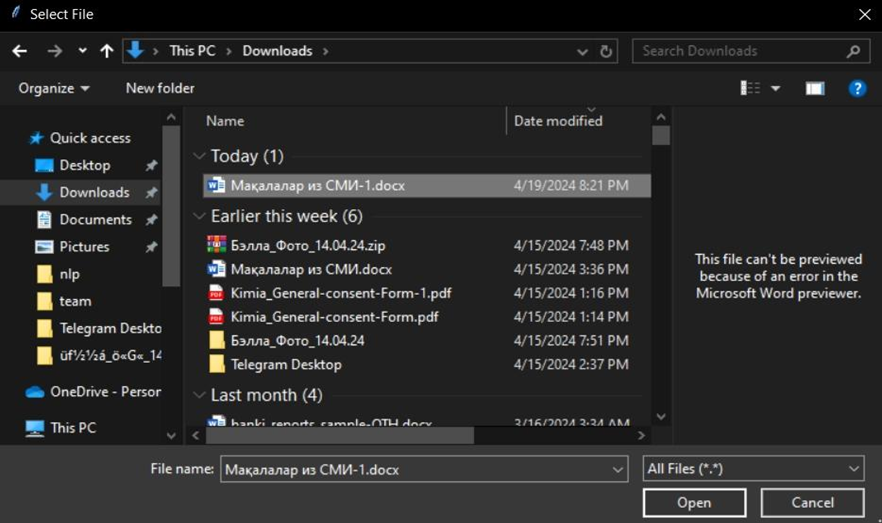 Select File
This PC > Downloads >
Search Downloads
Organize
New folder
Name
Date modified
Quick access
Desktop
Downloads
Documents
Pictures
nlp
team
Telegram Deskto
OneDrive - Person
This PC
Today (1)
Мақалалар из СМИ-1.docx 4/19/2024 8:21 PM
Earlier this week (6)
Бэлла_Фото_14.04.24.zip 4/15/2024 7:48 PM
Мақалалар из СМИ.docx 4/15/2024 3:36 PM
Kimia_General-consent-Form-1.pdf 4/15/2024 1:16 PM
Kimia_General-consent-Form.pdf 4/15/2024 1:14 PM
Бэлла_Фото_14.04.24 4/15/2024 7:51 PM
Telegram Desktop 4/15/2024 2:37 PM
Last month (4)
banki_reports_sample-OTH.docx 3/16/2024 3:34 AM
This file can't be previewed
because of an error in the
Microsoft Word previewer.
File name: Мақалалар из СМИ-1.docx
All Files (*.*)
Open
Cancel